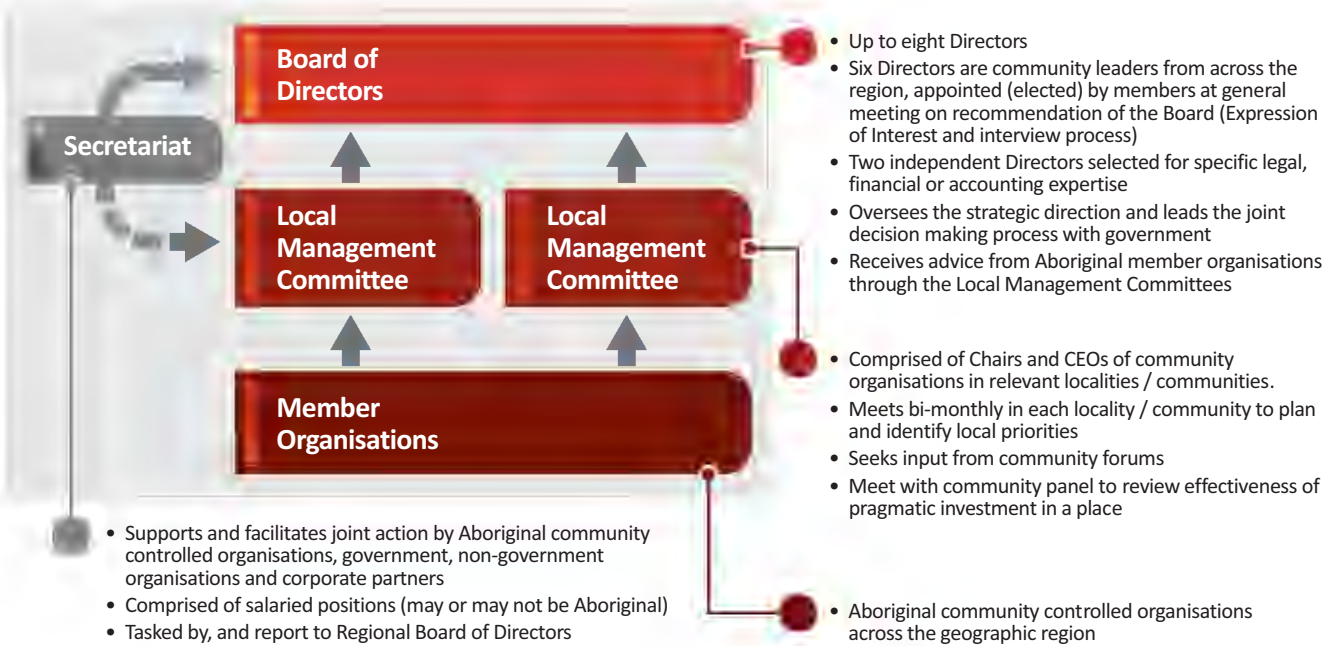 Board of
Directors
Secretariat
Local
Management
Committee
Local
Management
Committee
Member
Organisations
• Up to eight Directors
• Six Directors are community leaders from across the
region, appointed (elected) by members at general
meeting on recommendation of the Board (Expression
of Interest and interview process)
• Two independent Directors selected for specific legal,
financial or accounting expertise
• Oversees the strategic direction and leads the joint
decision making process with government
• Receives advice from Aboriginal member organisations
through the Local Management Committees
• Comprised of Chairs and CEOs of community
organisations in relevant localities / communities.
• Meets bi-monthly in each locality / community to plan
and identify local priorities
• Seeks input from community forums
• Meet with community panel to review effectiveness of
pragmatic investment in a place
• Supports and facilitates joint action by Aboriginal community
controlled organisations, government, non-government
organisations and corporate partners
• Comprised of salaried positions (may or may not be Aboriginal)
• Tasked by, and report to Regional Board of Directors
• Aboriginal community controlled organisations
across the geographic region